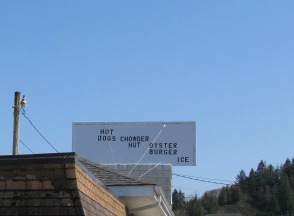 HOT
DOGS CHOWDER
HUT OYSTER
BURGER
ICE